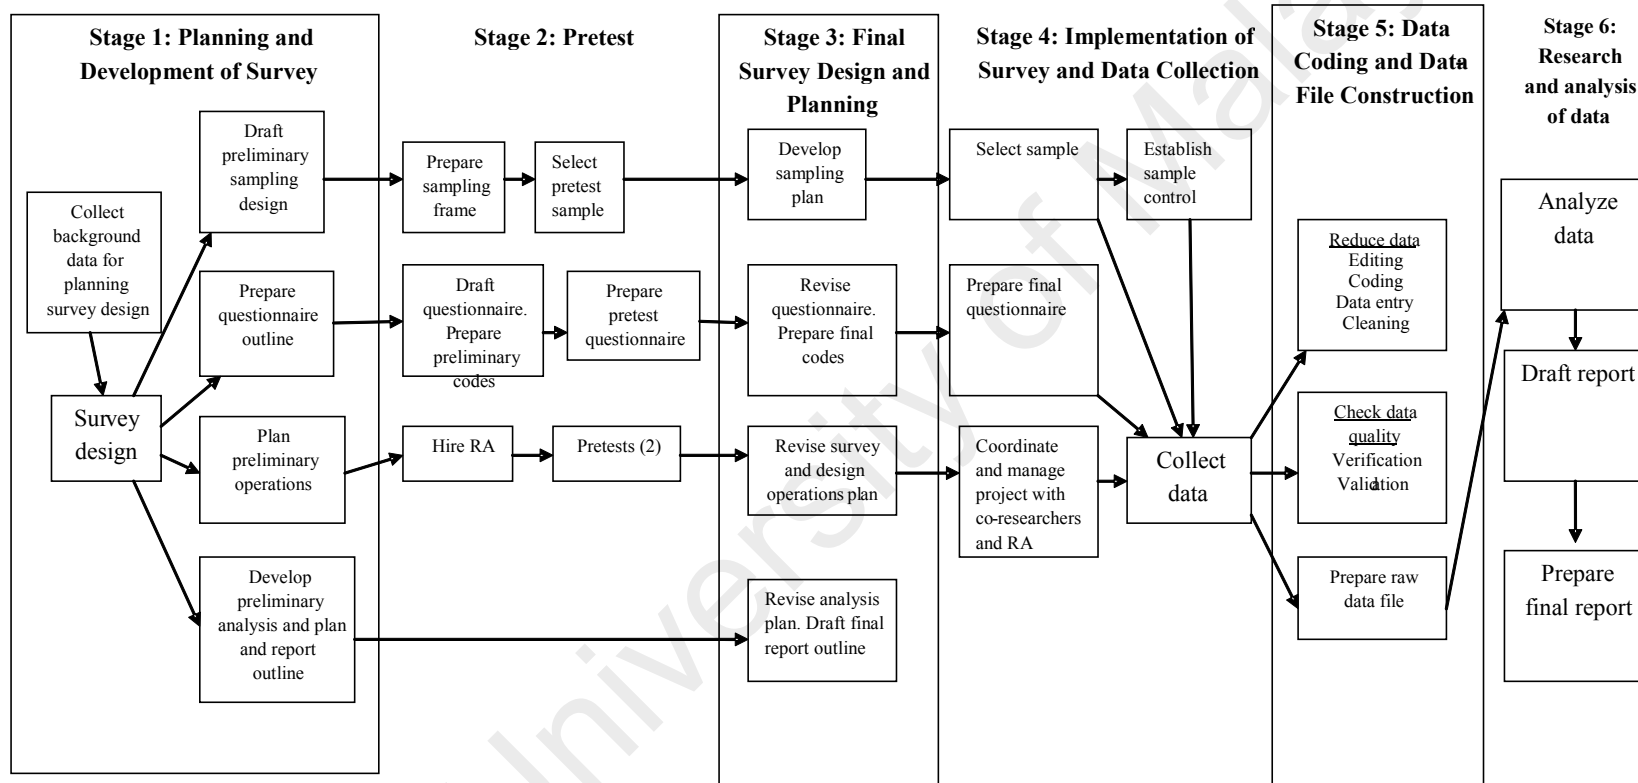 Stage 1: Planning and
Development of Survey
Collect
background
data for
planning
survey design
Survey
design
Draft
preliminary
sampling
design
Prepare
questionnaire
outline
Plan
preliminary
operations
Develop
preliminary
analysis and plan
and report
outline
Stage 2: Pretest
Prepare
sampling
frame
Select
pretest
sample
Draft
questionnaire.
Prepare
preliminary
codes
Prepare
pretest
questionnaire
Hire RA
Pretests (2)
Stage 3: Final
Survey Design and
Planning
Develop
sampling
plan
Revise
questionnaire.
Prepare final
codes
Revise survey
and design
operations plan
Revise analysis
plan. Draft final
report outline
Stage 4: Implementation of
Survey and Data Collection
Select sample
Establish
sample
control
Prepare final
questionnaire
Coordinate
and manage
project with
co-researchers
and RA
Collect
data
Stage 5: Data
Coding and Data
File Construction
Reduce data
Editing
Coding
Data entry
Cleaning
Check data
quality
Verification
Validation
Prepare raw
data file
Stage 6:
Research
and analysis
of data
Analyze
data
Draft report
Prepare
final report
University of Malay